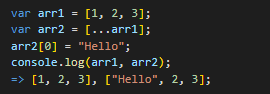 var arr1 = [1, 2, 3];
var arr2 = [...arr1];
arr2[0] = "Hello";
console.log(arr1, arr2);
=> [1, 2, 3], ["Hello", 2, 3];